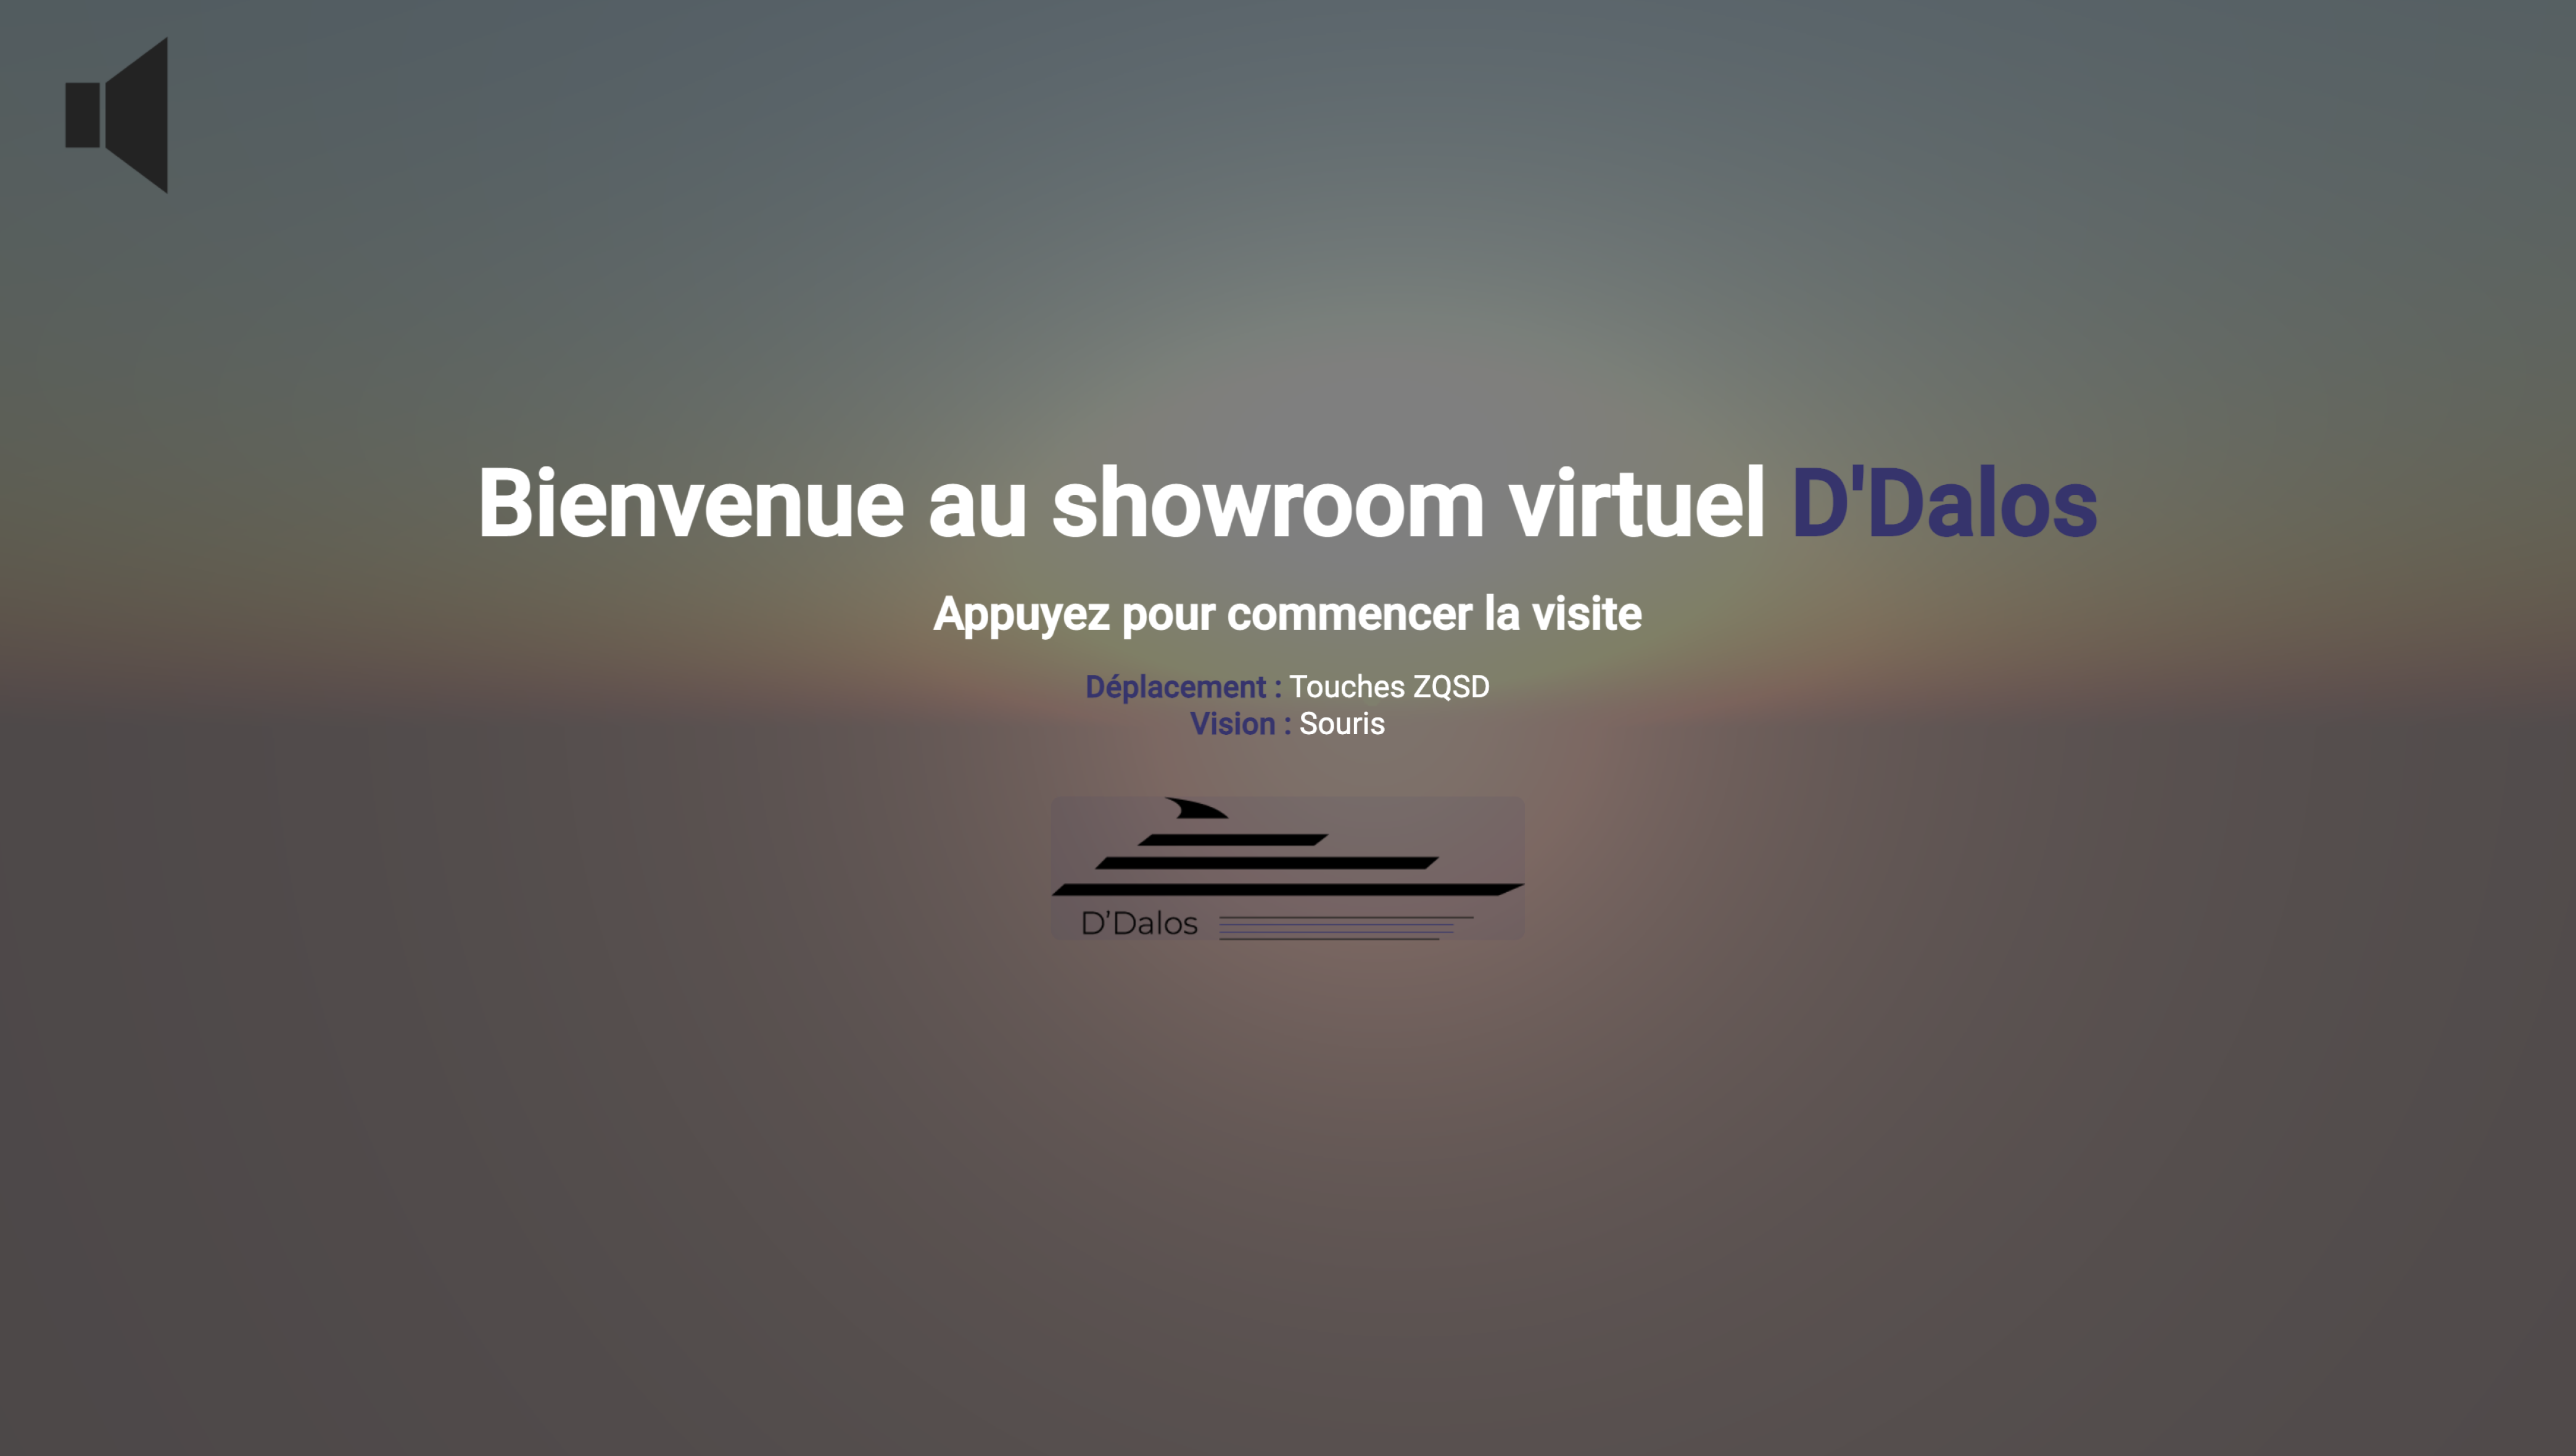 Bienvenue au showroom virtuel D'Dalos
Appuyez pour commencer la visite
Déplacement : Touches ZQSD
Vision : Souris
D'Dalos